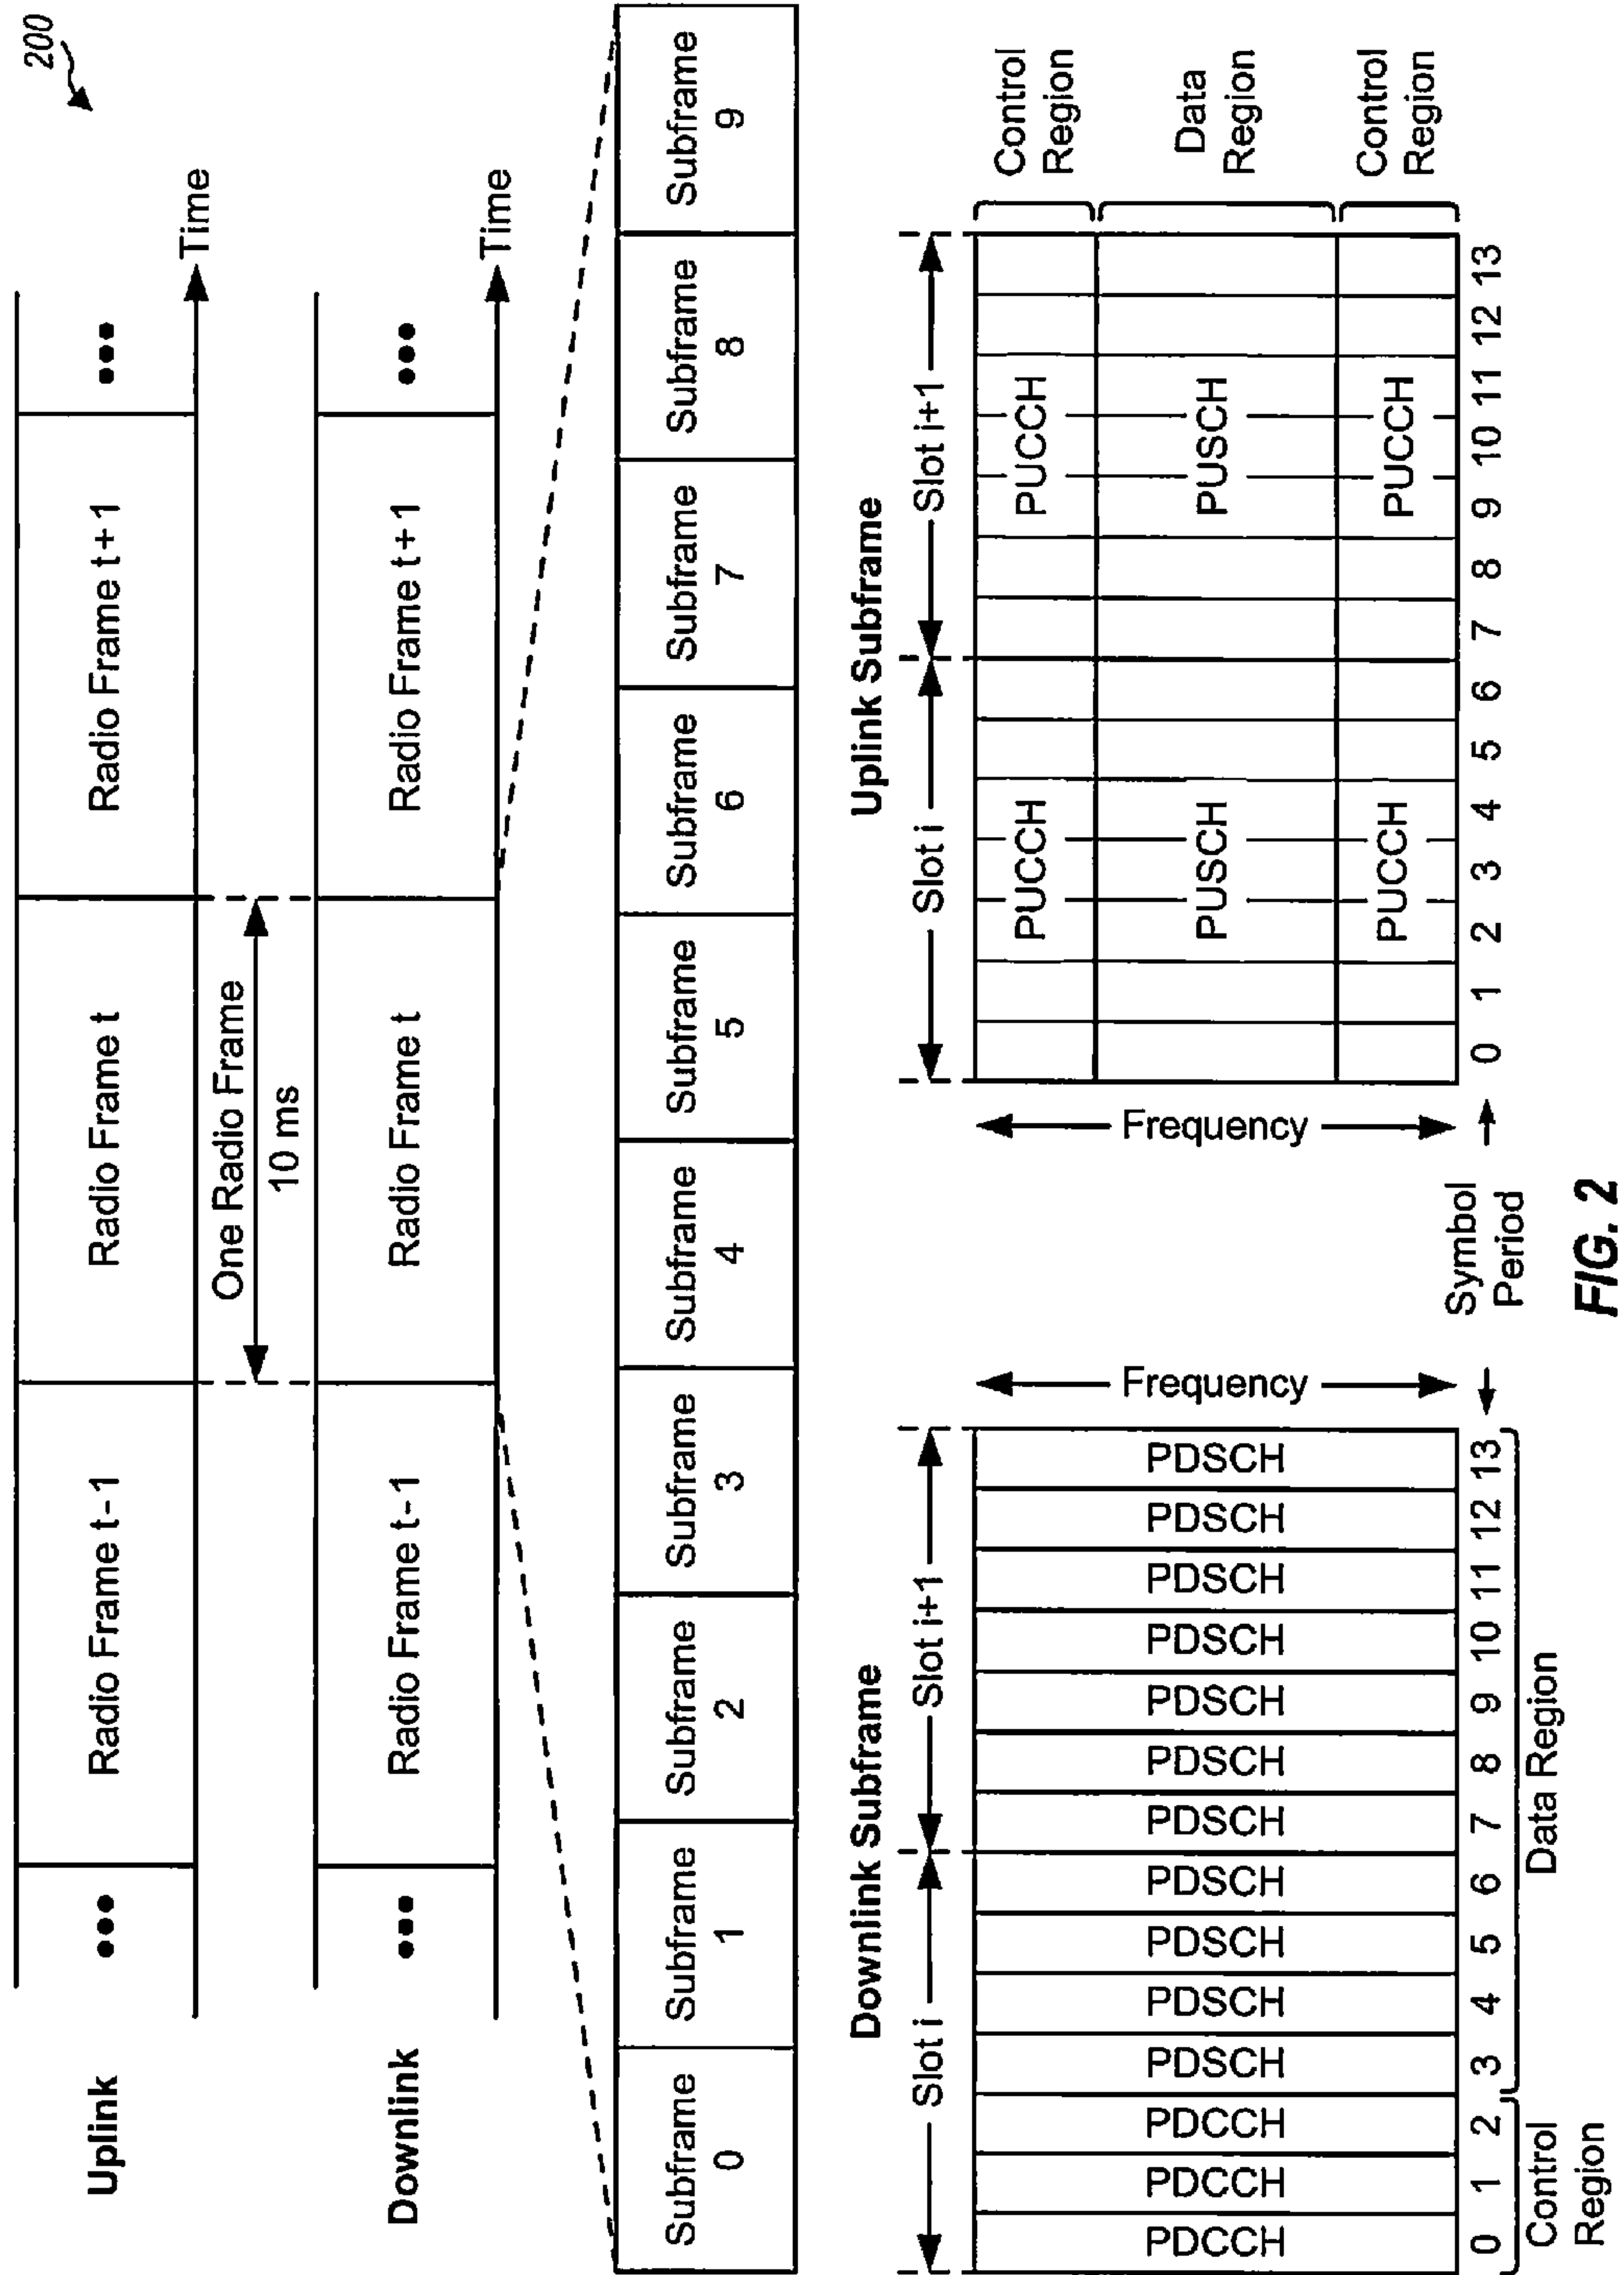 200
Uplink
••• Radio Frame t-1 Radio Frame t Radio Frame t+1 •••
Time
One Radio Frame
10 ms
Downlink
••• Radio Frame t-1 Radio Frame t Radio Frame t+1 •••
Time
Subframe 0
Subframe 1
Subframe 2
Subframe 3
Subframe 4
Subframe 5
Subframe 6
Subframe 7
Subframe 8
Subframe 9
Downlink Subframe
Slot i Slot i+1
PDCCH PDCCH PDCCH PDSCH PDSCH PDSCH PDSCH PDSCH PDSCH PDSCH PDSCH PDSCH PDSCH PDSCH
Frequency
0 1 2 3 4 5 6 7 8 9 10 11 12 13
Control
Region
Data Region
Symbol
Period
Uplink Subframe
Slot i Slot i+1
Frequency
PUCCH PUCCH
Control
Region
PUSCH PUSCH
Data
Region
PUCCH PUCCH
Control
Region
0 1 2 3 4 5 6 7 8 9 10 11 12 13
FIG. 2